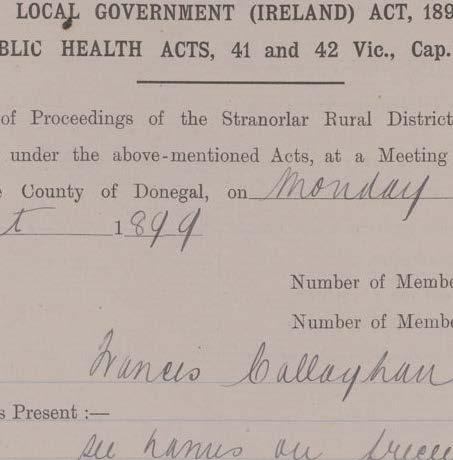 LOCAL GOVERNMENT (IRELAND) ACT, 189
BLIC HEALTH ACTS, 41 and 42 Vic., Cap.
of Proceedings of the Stranorlar Rural District
under the above-mentioned Acts, at a Meeting
e County of Donegal, on Monday
t 1899
Number of Membe
Number of Membe
Francis Callaghan
s Present :—
see names on